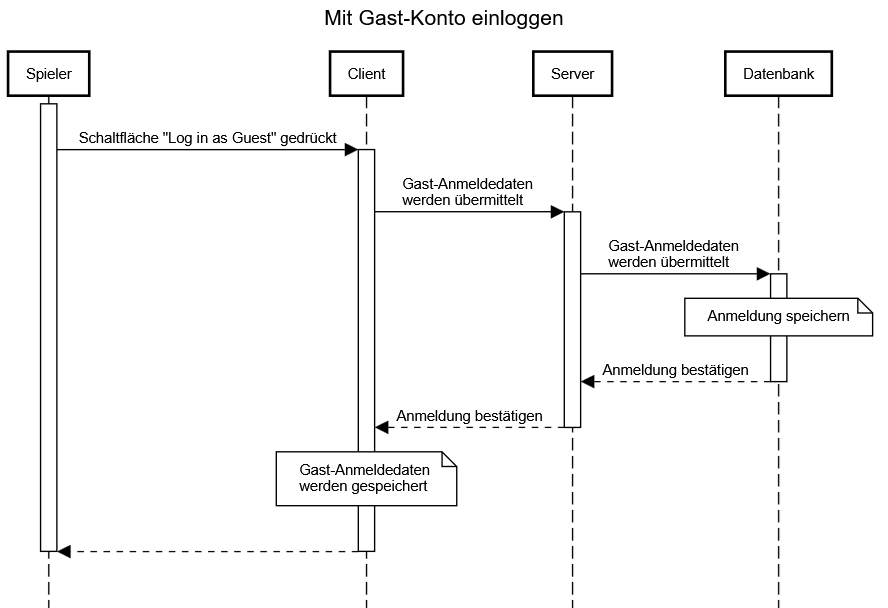 Mit Gast-Konto einloggen
Spieler
Client
Server
Datenbank
Schaltfläche "Log in as Guest" gedrückt
Gast-Anmeldedaten
werden übermittelt
Gast-Anmeldedaten
werden übermittelt
Anmeldung speichern
Anmeldung bestätigen
Anmeldung bestätigen
Gast-Anmeldedaten
werden gespeichert